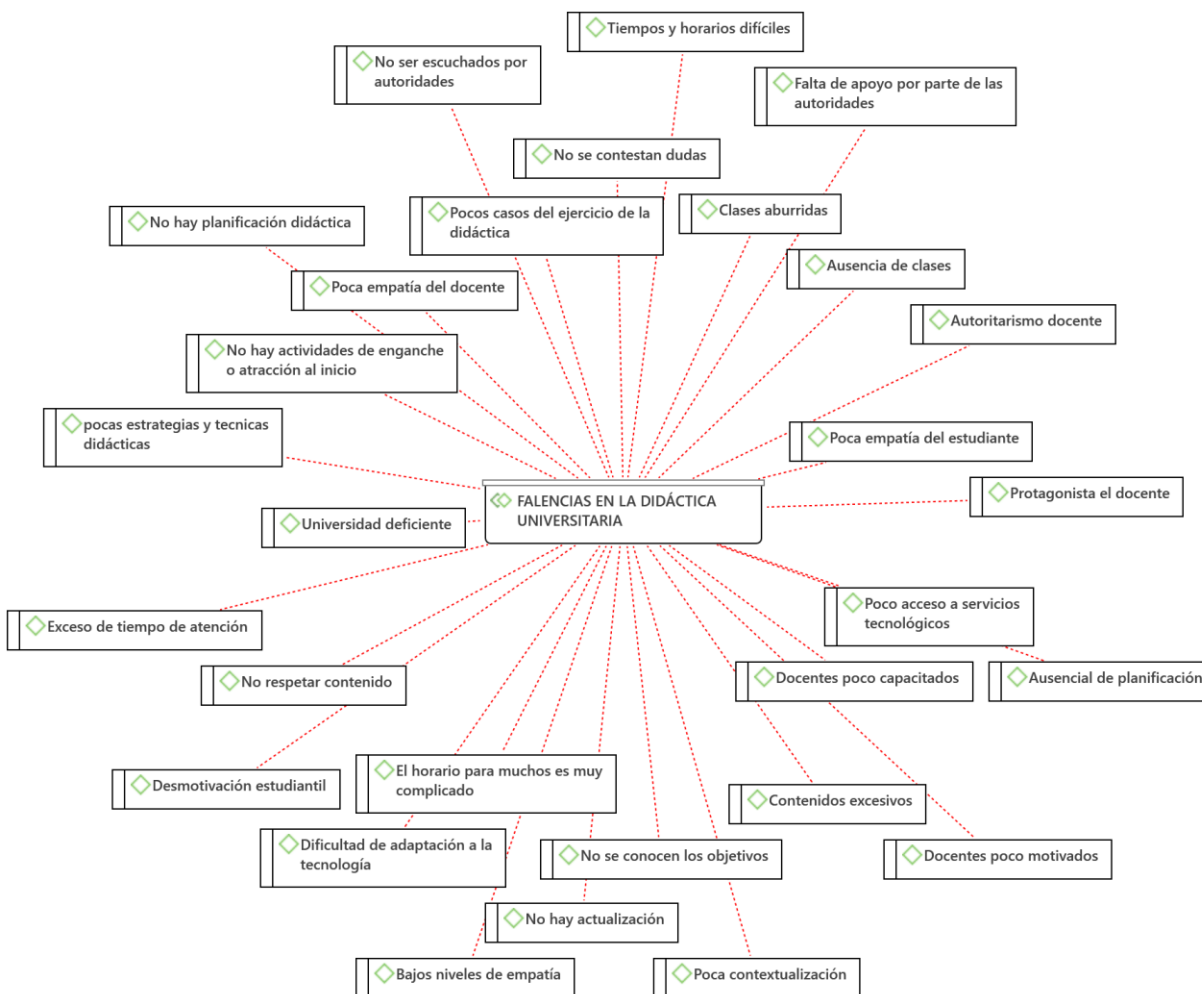 Tiempos y horarios difíciles
No ser escuchados por
autoridades
Falta de apoyo por parte de las
autoridades
No se contestan dudas
Pocos casos del ejercicio de la
didáctica
Clases aburridas
No hay planificación didáctica
Ausencia de clases
Poca empatía del docente
Autoritarismo docente
No hay actividades de enganche
o atracción al inicio
pocas estrategias y tecnicas
didácticas
Poca empatía del estudiante
Protagonista el docente
FALENCIAS EN LA DIDÁCTICA
UNIVERSITARIA
Universidad deficiente
Poco acceso a servicios
tecnológicos
Exceso de tiempo de atención
No respetar contenido
Docentes poco capacitados
Ausencial de planificación
Desmotivación estudiantil
El horario para muchos es muy
complicado
Contenidos excesivos
Dificultad de adaptación a la
tecnología
No se conocen los objetivos
Docentes poco motivados
No hay actualización
Bajos niveles de empatía
Poca contextualización